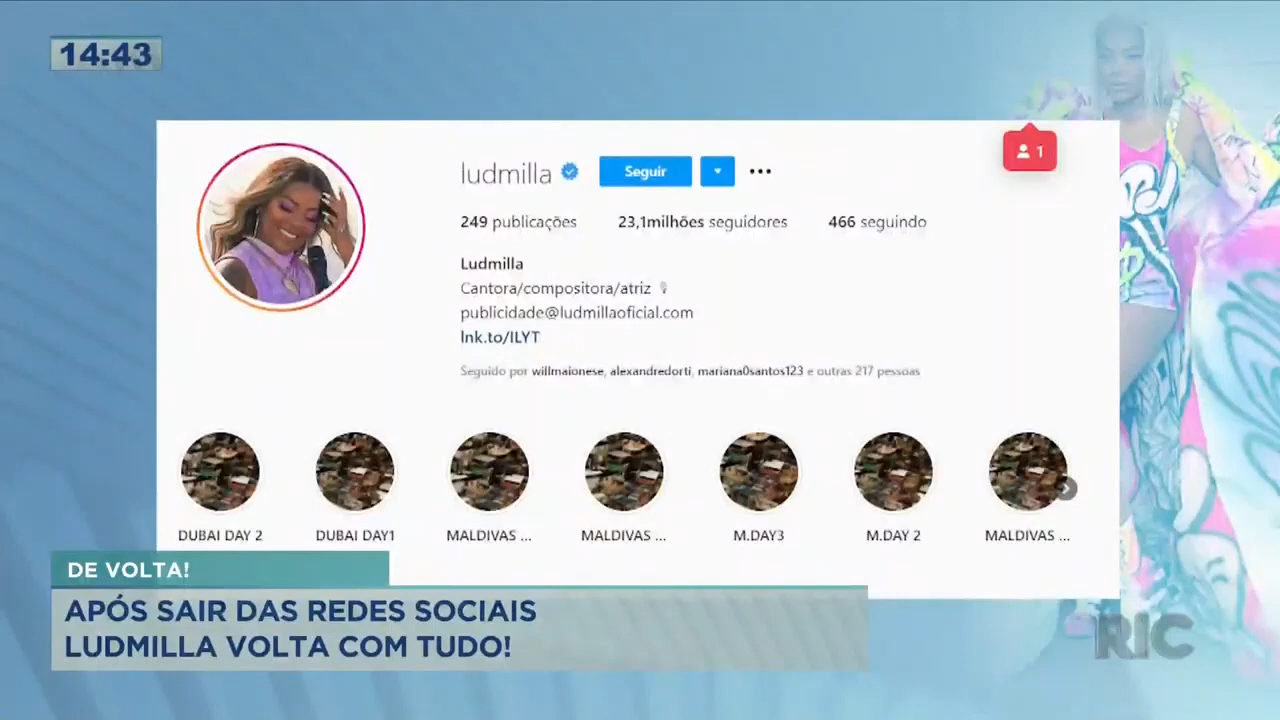 14:43
ludmilla
Seguir
1
249 publicações 23,1milhões seguidores 466 seguindo
Ludmilla
Cantora/compositora/atriz
publicidade@ludmillaoficial.com
lnk.to/ILYT
Seguido por willmaionese, alexandredorti, mariana0santos123 e outras 217 pessoas
DUBAI DAY 2 DUBAI DAY1 MALDIVAS ... MALDIVAS ... M.DAY3 M.DAY 2 MALDIVAS ...
DE VOLTA!
APÓS SAIR DAS REDES SOCIAIS
LUDMILLA VOLTA COM TUDO!
RIC